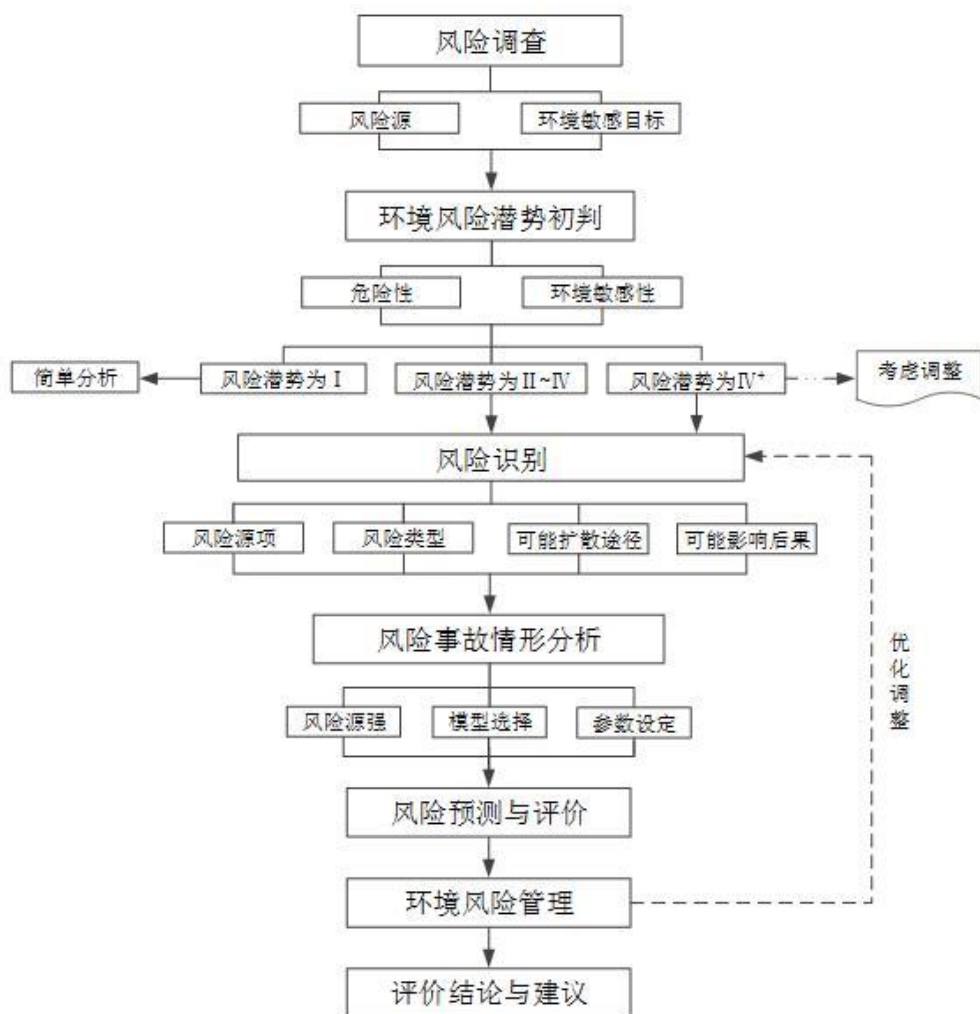 风险调查
风险源
环境敏感目标
环境风险潜势初判
危险性
环境敏感性
简单分析
风险潜势为Ⅰ
风险潜势为Ⅱ~Ⅳ
风险潜势为Ⅳ⁺
考虑调整
风险识别
风险源项
风险类型
可能扩散途径
可能影响后果
风险事故情形分析
风险源强
模型选择
参数设定
优化调整
风险预测与评价
环境风险管理
评价结论与建议